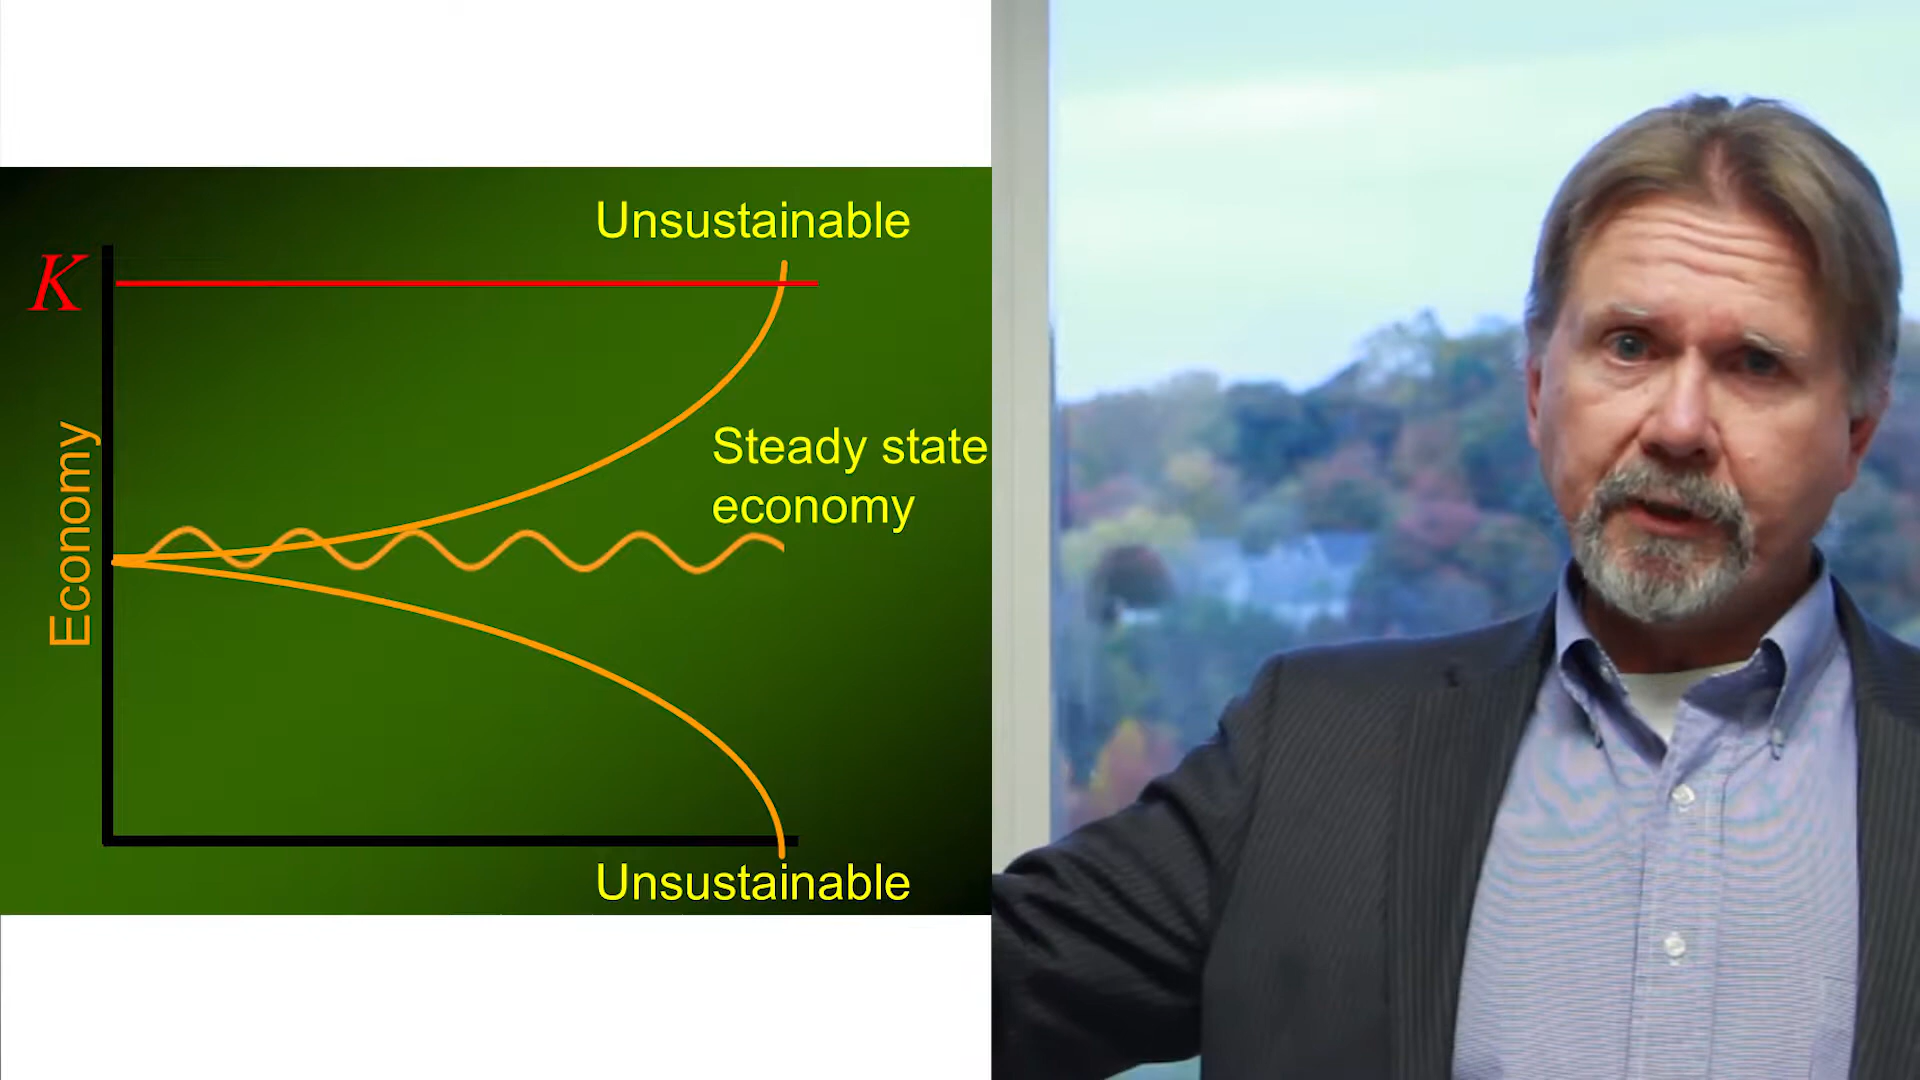 Unsustainable
K
Steady state
economy
Economy
Unsustainable